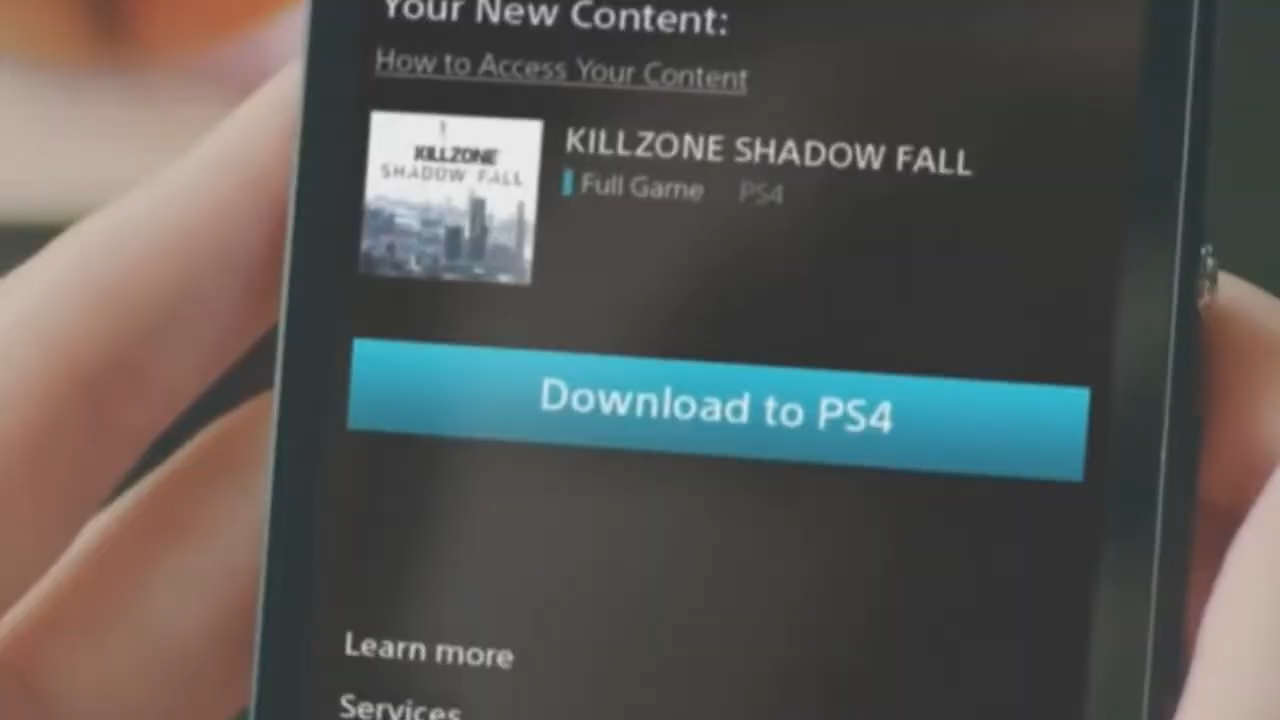 Your New Content:
How to Access Your Content
KILLZONE
SHADOW FALL
KILLZONE SHADOW FALL
Full Game PS4
Download to PS4
Learn more
Services